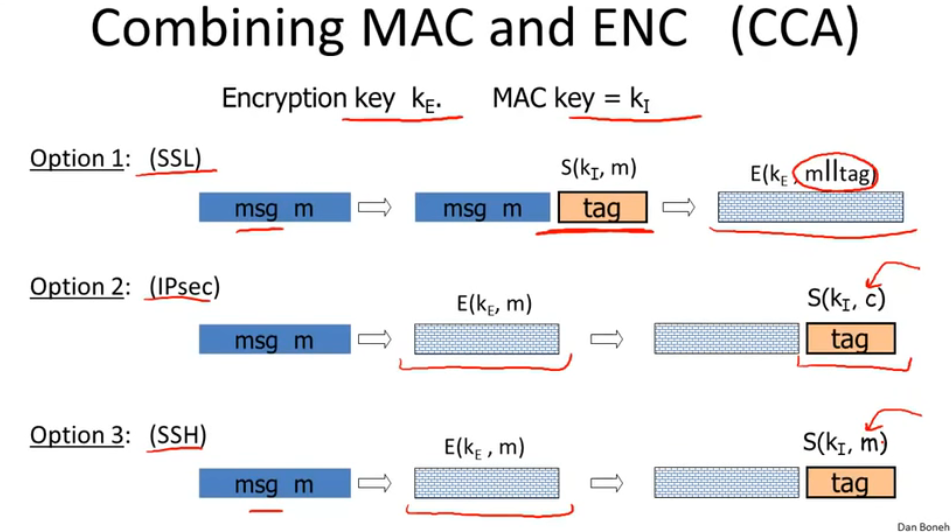 Combining MAC and ENC (CCA)
Encryption key k_E. MAC key = k_I
Option 1: (SSL)
S(k_I, m)
E(k_E, m||tag)
msg m
msg m
tag
Option 2: (IPsec)
E(k_E, m)
S(k_I, c)
msg m
tag
Option 3: (SSH)
E(k_E, m)
S(k_I, m)
msg m
tag
Dan Boneh